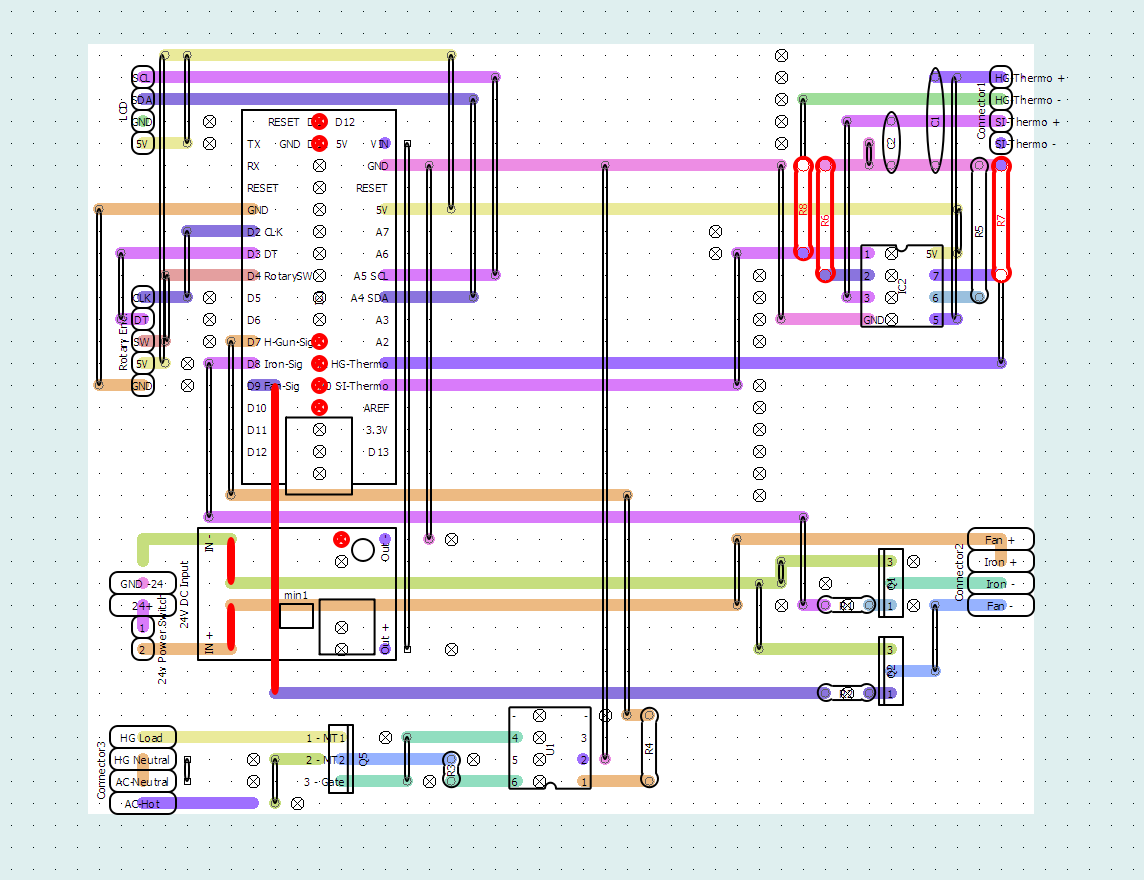 LCD
SCL
SDA
GND
5V
RESET
D12
TX
GND
5V
VIN
RX
GND
RESET
RESET
GND
5V
D2 CLK
A7
D3 DT
A6
D4 RotarySW
A5 SCL
D5
A4 SDA
D6
A3
D7 H-Gun-Sig
A2
D8 Iron-Sig
HG-Thermo
D9 Fan-Sig
SI-Thermo
D10
AREF
D11
3.3V
D12
D13
Rotary En
CLK
DT
SW
5V
GND
HG-Thermo +
HG-Thermo -
SI-Thermo +
SI-Thermo -
Connector1
C1
C2
R8
R6
R5
R7
1
5V
2
7
3
6
GND
5
IC2
IN -
IN +
Out -
Out +
min1
24V DC Input
24v Power Switch
GND -24
24+
1
2
Fan +
Iron +
Iron -
Fan -
Connector2
3
Q1
1
R1
3
Q2
1
R2
Connector3
HG Load
HG Neutral
AC-Neutral
AC-Hot
1 - MT1
2 - MT2
3 - Gate
Q5
R3
-
-
4
3
5
2
6
1
U1
R4